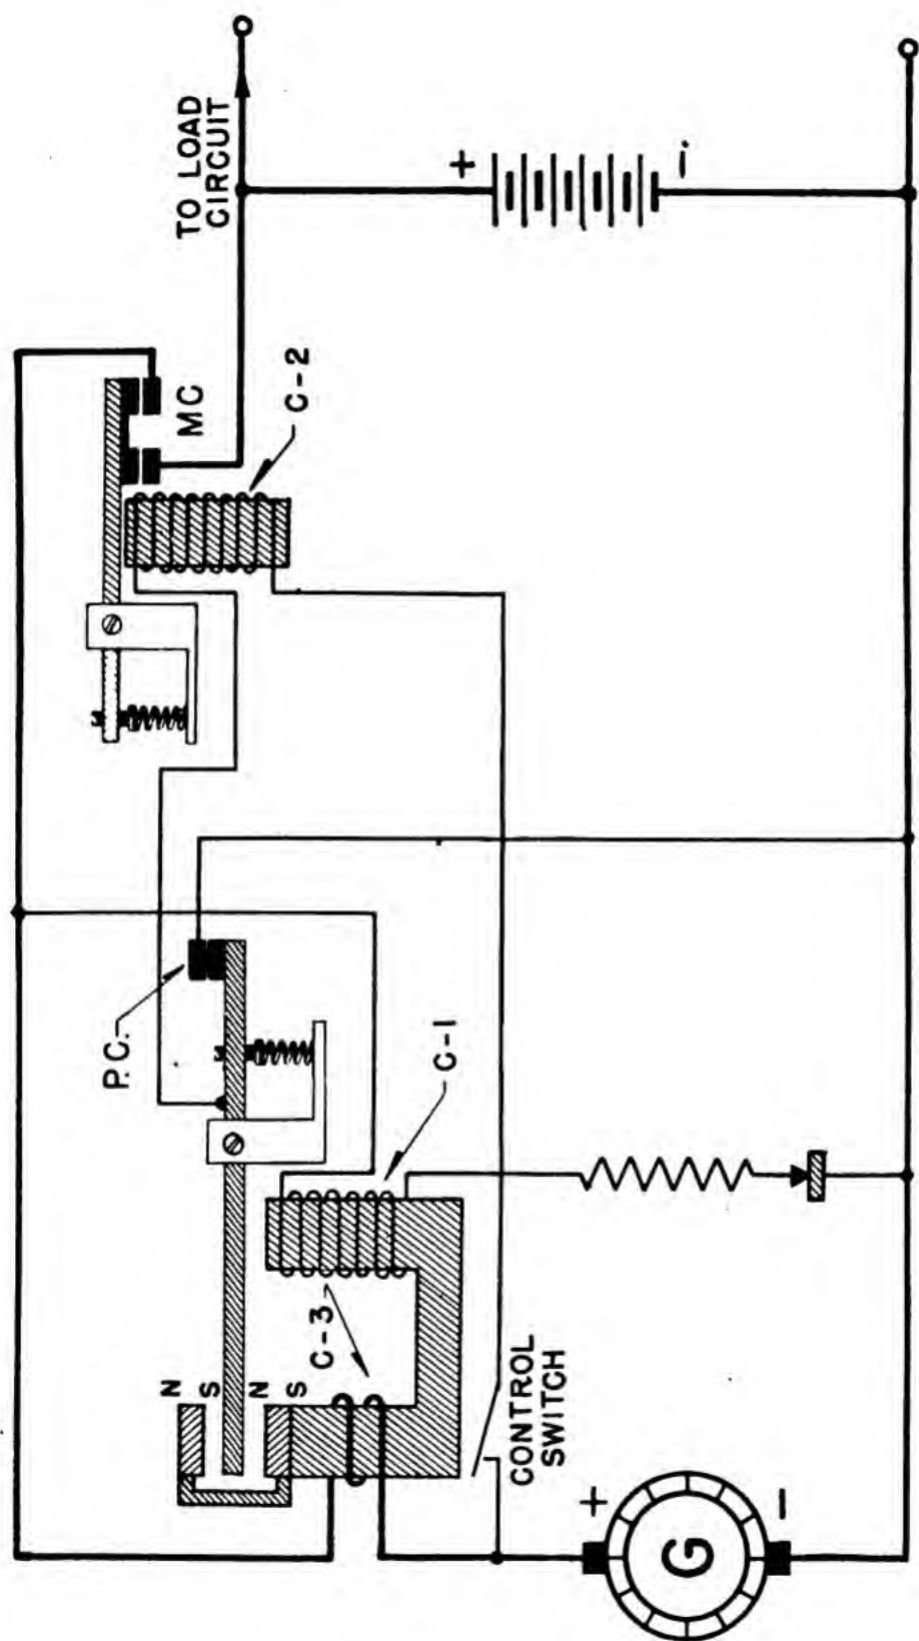 TO LOAD
CIRCUIT
+
-
MC
C-2
P.C.
C-1
C-3
N
S
N
S
CONTROL
SWITCH
+
-
G